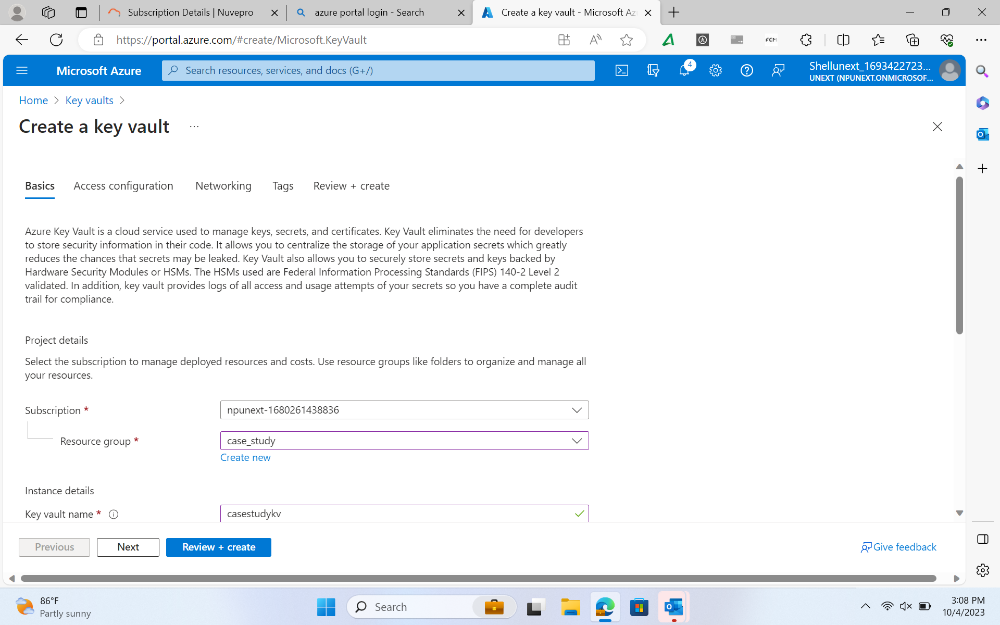 Subscription Details | Nuvepro
azure portal login - Search
Create a key vault - Microsoft Az
https://portal.azure.com/#create/Microsoft.KeyVault
FCM
Microsoft Azure
Search resources, services, and docs (G+/)
4
Shellunext_1693422723...
UNEXT (NPUNEXT.ONMICROSOF...
Home > Key vaults >
Create a key vault ...
Basics
Access configuration
Networking
Tags
Review + create
Azure Key Vault is a cloud service used to manage keys, secrets, and certificates. Key Vault eliminates the need for developers
to store security information in their code. It allows you to centralize the storage of your application secrets which greatly
reduces the chances that secrets may be leaked. Key Vault also allows you to securely store secrets and keys backed by
Hardware Security Modules or HSMs. The HSMs used are Federal Information Processing Standards (FIPS) 140-2 Level 2
validated. In addition, key vault provides logs of all access and usage attempts of your secrets so you have a complete audit
trail for compliance.
Project details
Select the subscription to manage deployed resources and costs. Use resource groups like folders to organize and manage all
your resources.
Subscription *
npunext-1680261438836
Resource group *
case_study
Create new
Instance details
Key vault name *
casestudykv
Previous
Next
Review + create
Give feedback
86°F
Partly sunny
Search
3:08 PM
10/4/2023